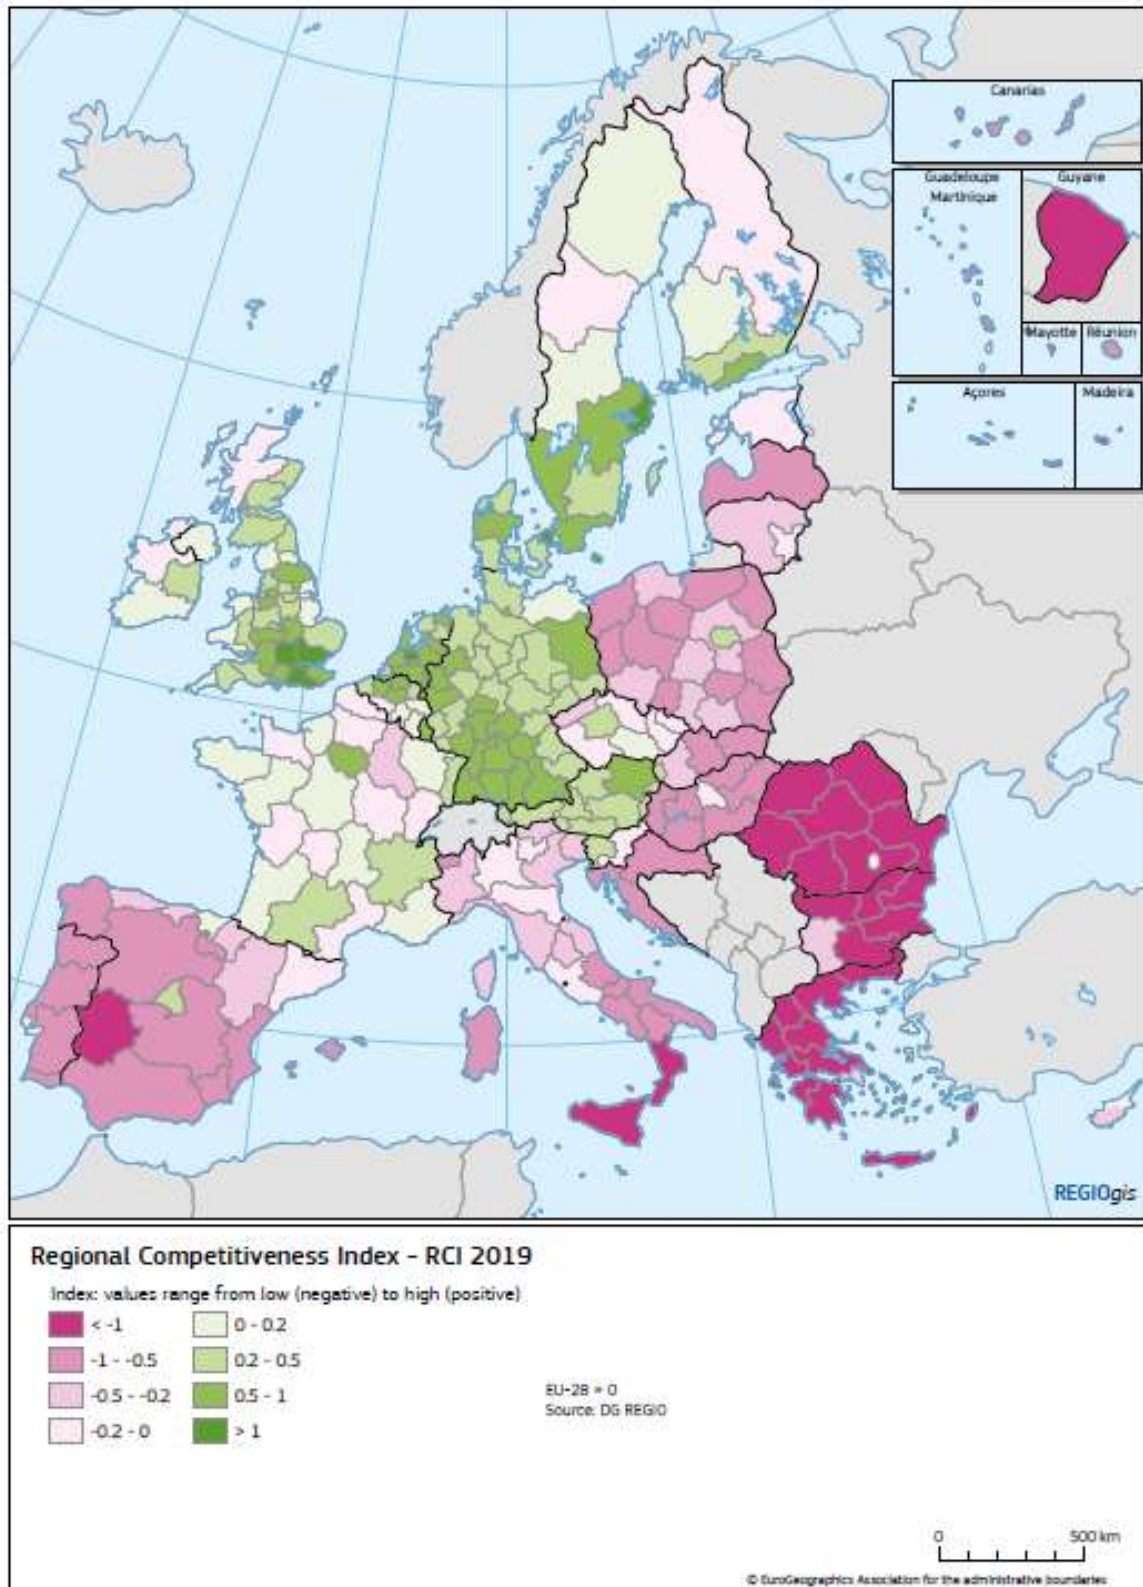 Canarias
Guadeloupe
Martinique
Guyane
Mayotte
Réunion
Açores
Madeira
REGIOgis
Regional Competitiveness Index – RCI 2019
Index: values range from low (negative) to high (positive)
< -1
-1 - -0.5
-0.5 - -0.2
-0.2 - 0
0 - 0.2
0.2 - 0.5
0.5 - 1
> 1
EU-28 = 0
Source: DG REGIO
0 500 km
© EuroGeographics Association for the administrative boundaries